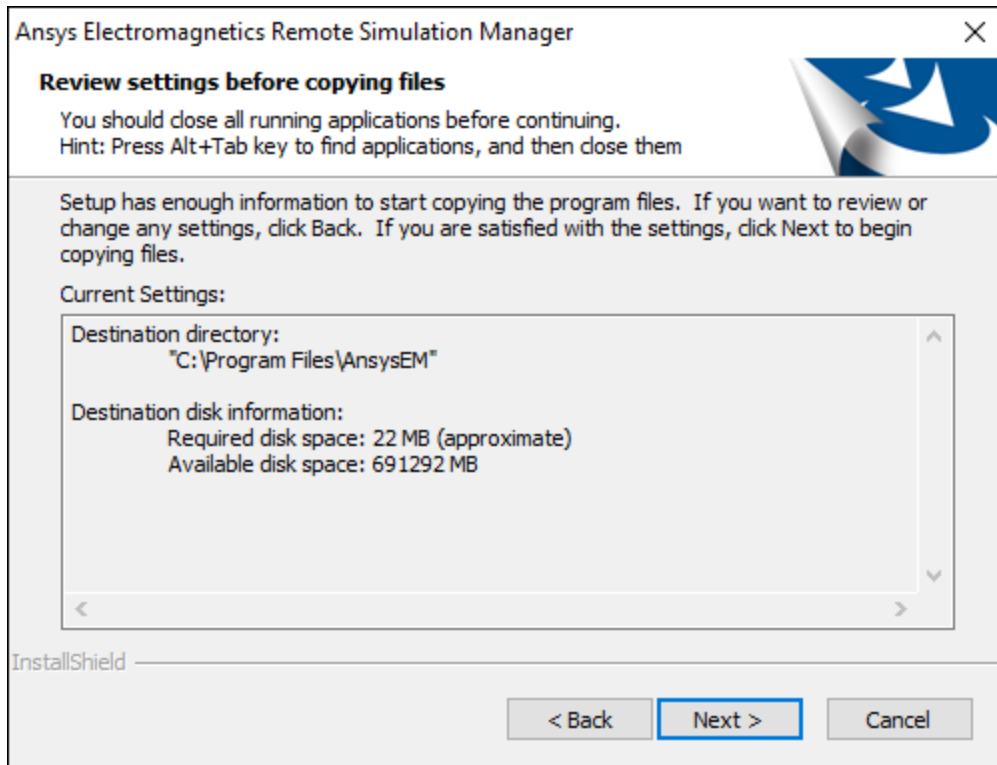 Ansys Electromagnetics Remote Simulation Manager
Review settings before copying files
You should close all running applications before continuing.
Hint: Press Alt+Tab key to find applications, and then close them
Setup has enough information to start copying the program files.  If you want to review or
change any settings, click Back.  If you are satisfied with the settings, click Next to begin
copying files.
Current Settings:
Destination directory:
"C:\Program Files\AnsysEM"
Destination disk information:
Required disk space: 22 MB (approximate)
Available disk space: 691292 MB
InstallShield
< Back
Next >
Cancel